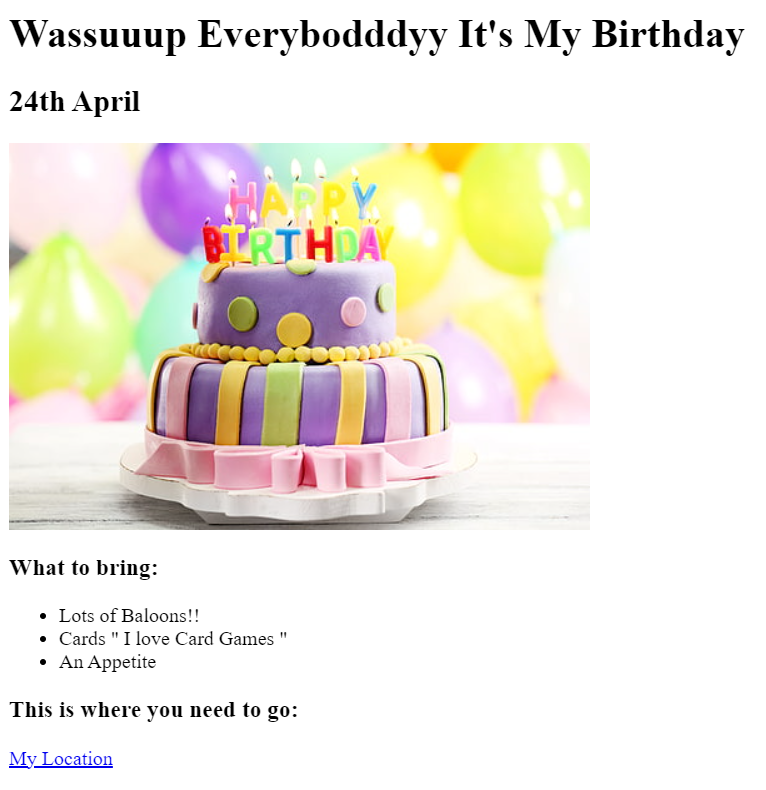 Wassuuup Everybodddyy It's My Birthday
24th April
HAPPY
BIRTHDAY
What to bring:
Lots of Baloons!!
Cards " I love Card Games "
An Appetite
This is where you need to go:
My Location